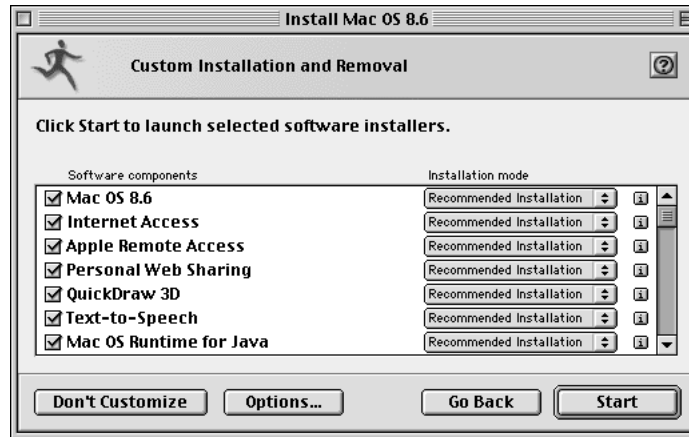 Install Mac OS 8.6
Custom Installation and Removal
?
Click Start to launch selected software installers.
Software components Installation mode
Mac OS 8.6 Recommended Installation i
Internet Access Recommended Installation i
Apple Remote Access Recommended Installation i
Personal Web Sharing Recommended Installation i
QuickDraw 3D Recommended Installation i
Text-to-Speech Recommended Installation i
Mac OS Runtime for Java Recommended Installation i
Don't Customize Options... Go Back Start